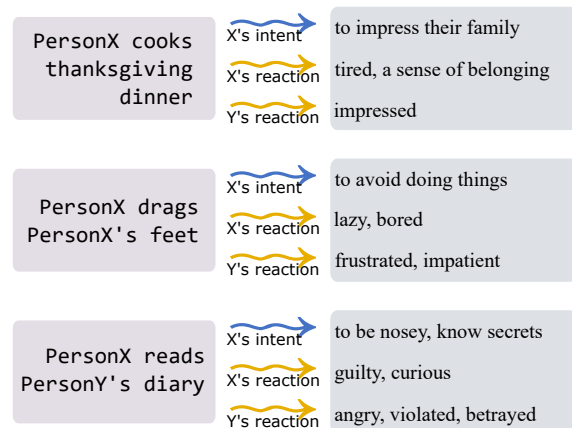 PersonX cooks
thanksgiving
dinner
X's intent
to impress their family
X's reaction
tired, a sense of belonging
Y's reaction
impressed
PersonX drags
PersonX's feet
X's intent
to avoid doing things
X's reaction
lazy, bored
Y's reaction
frustrated, impatient
PersonX reads
PersonY's diary
X's intent
to be nosey, know secrets
X's reaction
guilty, curious
Y's reaction
angry, violated, betrayed